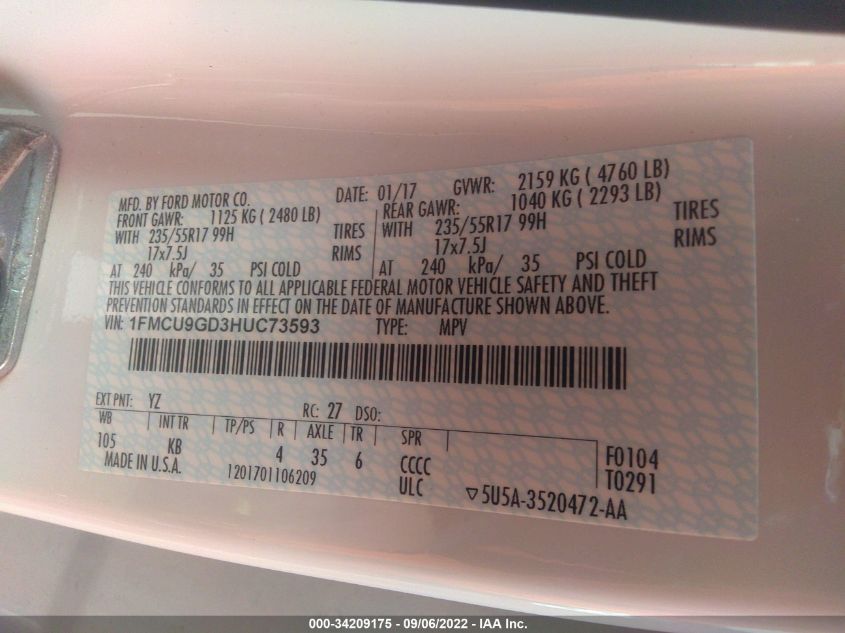 MFD. BY FORD MOTOR CO. DATE: 01/17 GVWR: 2159 KG ( 4760 LB)
FRONT GAWR: 1125 KG ( 2480 LB) REAR GAWR: 1040 KG ( 2293 LB)
WITH 235/55R17 99H TIRES WITH 235/55R17 99H TIRES
17x7.5J RIMS 17x7.5J RIMS
AT 240 kPa/ 35 PSI COLD AT 240 kPa/ 35 PSI COLD
THIS VEHICLE CONFORMS TO ALL APPLICABLE FEDERAL MOTOR VEHICLE SAFETY AND THEFT
PREVENTION STANDARDS IN EFFECT ON THE DATE OF MANUFACTURE SHOWN ABOVE.
VIN: 1FMCU9GD3HUC73593 TYPE: MPV
EXT PNT: YZ RC: 27 DSO:
WB INT TR TP/PS R AXLE TR SPR
105 KB 4 35 6 CCCC F0104
MADE IN U.S.A. 1201701106209 ULC T0291
▽5U5A-3520472-AA
000-34209175 - 09/06/2022 - IAA Inc.